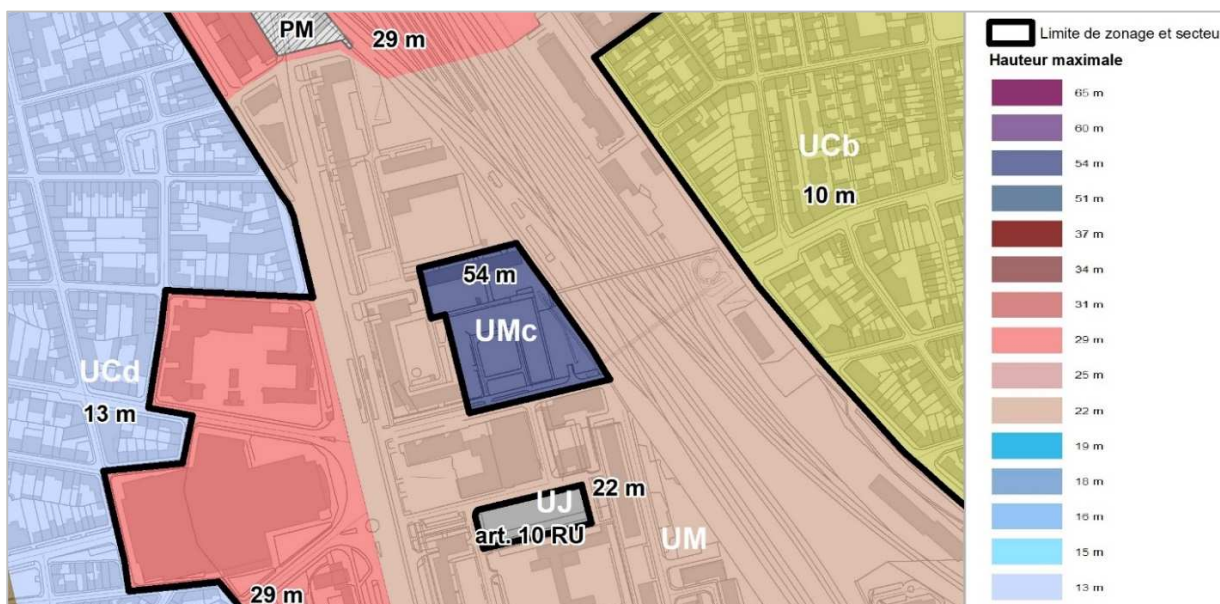 PM
29 m
UCb
10 m
54 m
UMc
UCd
13 m
22 m
UJ
art. 10 RU
UM
29 m
Limite de zonage et secteu
Hauteur maximale
65 m
60 m
54 m
51 m
37 m
34 m
31 m
29 m
25 m
22 m
19 m
18 m
16 m
15 m
13 m